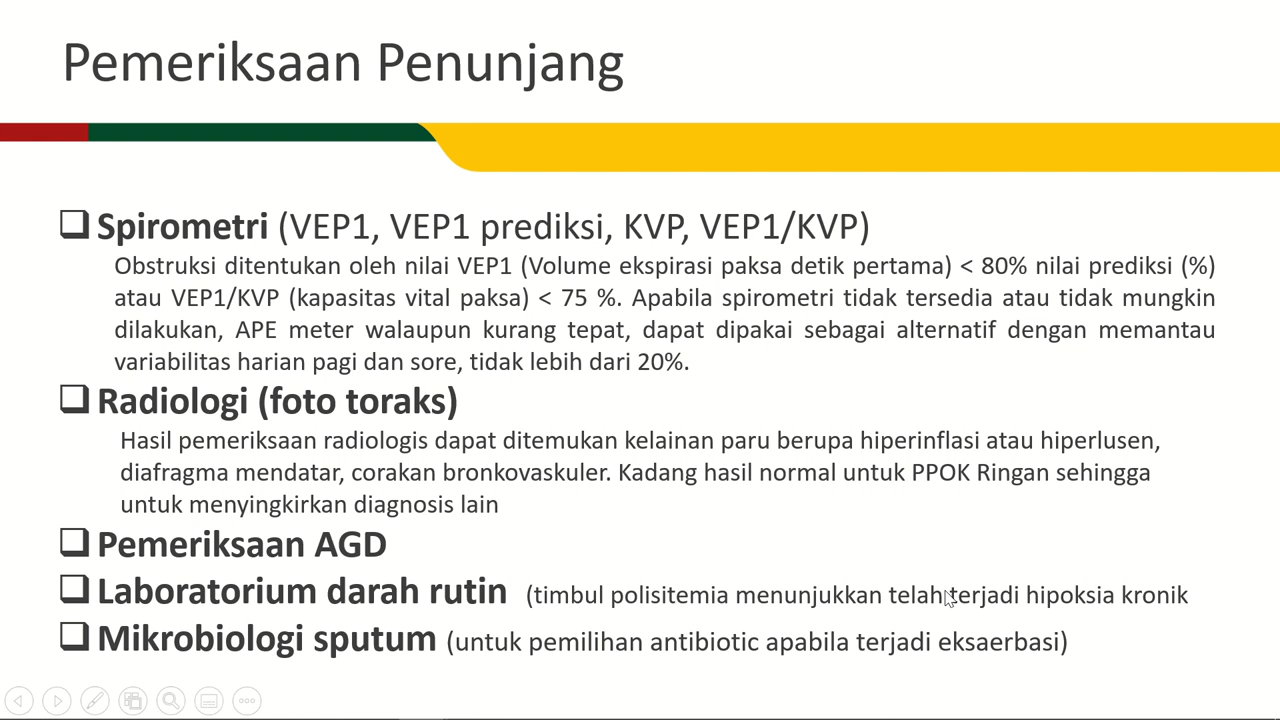 Pemeriksaan Penunjang
Spirometri (VEP1, VEP1 prediksi, KVP, VEP1/KVP)
Obstruksi ditentukan oleh nilai VEP1 (Volume ekspirasi paksa detik pertama) < 80% nilai prediksi (%)
atau VEP1/KVP (kapasitas vital paksa) < 75 %. Apabila spirometri tidak tersedia atau tidak mungkin
dilakukan, APE meter walaupun kurang tepat, dapat dipakai sebagai alternatif dengan memantau
variabilitas harian pagi dan sore, tidak lebih dari 20%.
Radiologi (foto toraks)
Hasil pemeriksaan radiologis dapat ditemukan kelainan paru berupa hiperinflasi atau hiperlusen,
diafragma mendatar, corakan bronkovaskuler. Kadang hasil normal untuk PPOK Ringan sehingga
untuk menyingkirkan diagnosis lain
Pemeriksaan AGD
Laboratorium darah rutin (timbul polisitemia menunjukkan telah terjadi hipoksia kronik
Mikrobiologi sputum (untuk pemilihan antibiotic apabila terjadi eksaerbasi)